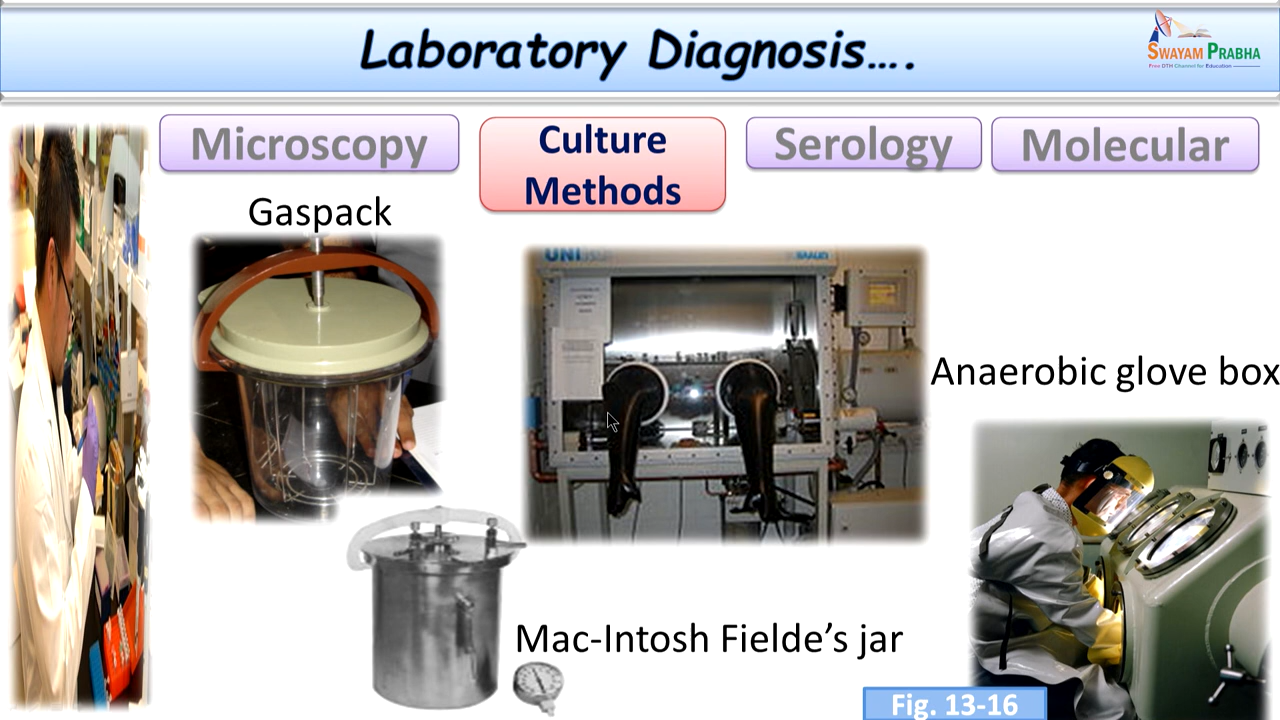 Laboratory Diagnosis….
SWAYAM PRABHA
Free DTH Channel for Education
Microscopy
Culture
Methods
Serology
Molecular
Gaspack
UNI
Anaerobic glove box
Mac-Intosh Fielde’s jar
Fig. 13-16